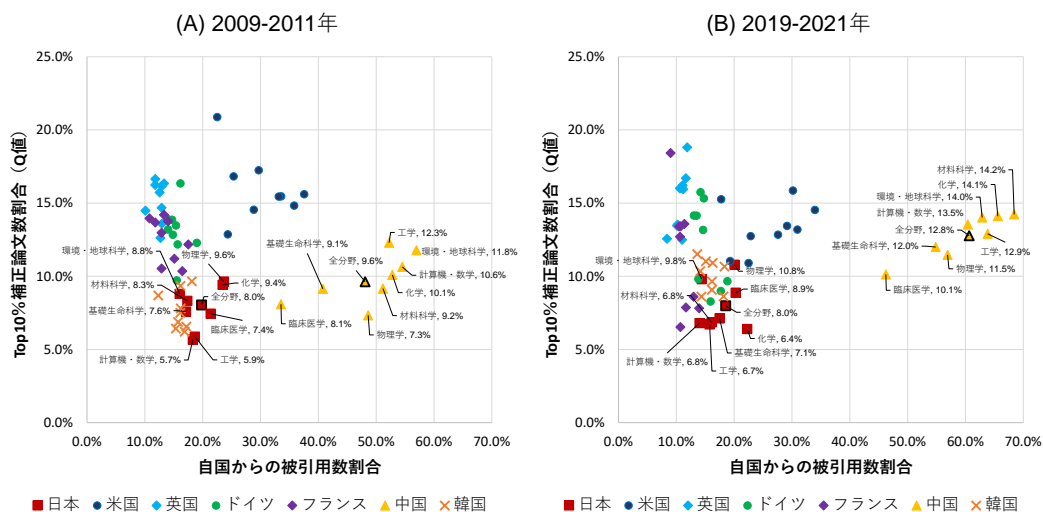 (A) 2009-2011年
Top10%補正論文数割合（Q値）
25.0%
20.0%
15.0%
10.0%
5.0%
0.0%
0.0% 10.0% 20.0% 30.0% 40.0% 50.0% 60.0% 70.0%
自国からの被引用数割合
環境・地球科学, 8.8%
物理学, 9.6%
材料科学, 8.3%
化学, 9.4%
全分野, 8.0%
基礎生命科学, 7.6%
臨床医学, 7.4%
計算機・数学, 5.7%
工学, 5.9%
基礎生命科学, 9.1%
工学, 12.3%
全分野, 9.6%
環境・地球科学, 11.8%
計算機・数学, 10.6%
化学, 10.1%
材料科学, 9.2%
臨床医学, 8.1%
物理学, 7.3%
日本 米国 英国 ドイツ フランス 中国 韓国
(B) 2019-2021年
Top10%補正論文数割合（Q値）
25.0%
20.0%
15.0%
10.0%
5.0%
0.0%
0.0% 10.0% 20.0% 30.0% 40.0% 50.0% 60.0% 70.0%
自国からの被引用数割合
材料科学, 14.2%
化学, 14.1%
環境・地球科学, 14.0%
計算機・数学, 13.5%
全分野, 12.8%
基礎生命科学, 12.0%
工学, 12.9%
物理学, 11.5%
臨床医学, 10.1%
環境・地球科学, 9.8%
物理学, 10.8%
臨床医学, 8.9%
材料科学, 6.8%
全分野, 8.0%
化学, 6.4%
基礎生命科学, 7.1%
計算機・数学, 6.8%
工学, 6.7%
日本 米国 英国 ドイツ フランス 中国 韓国